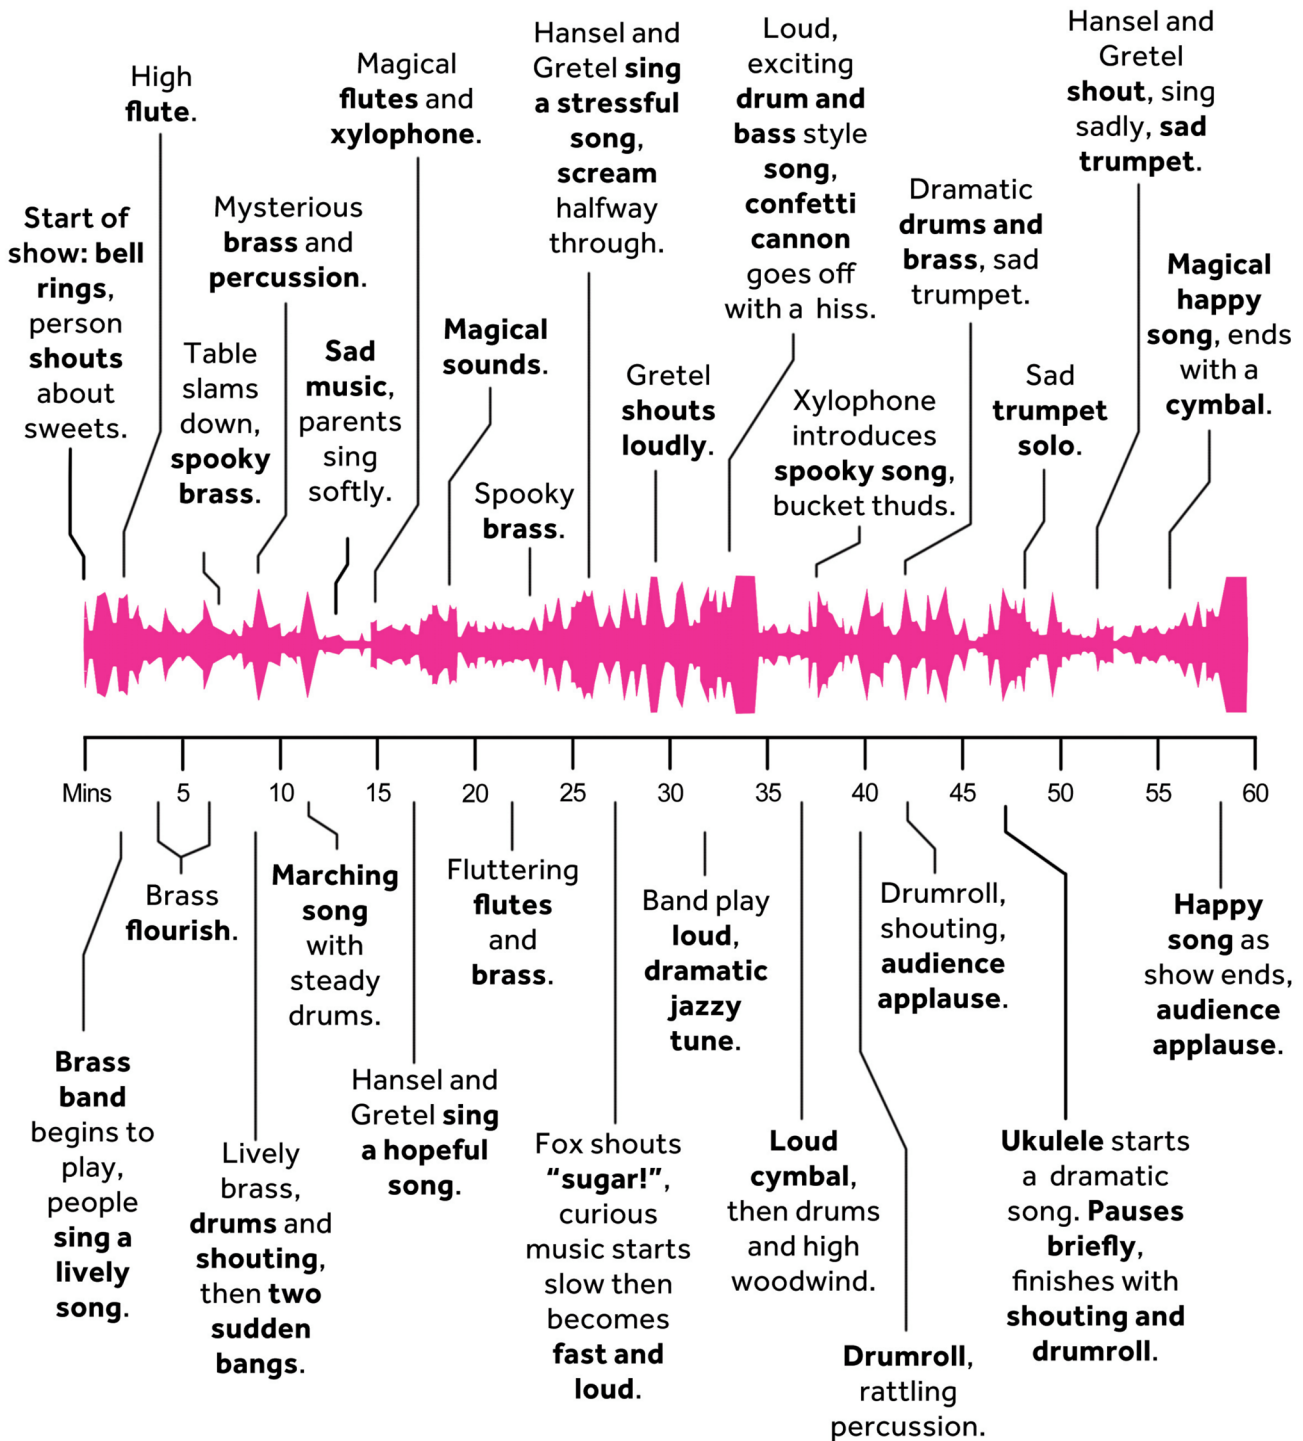 Start of
show: bell
rings,
person
shouts
about
sweets.
High
flute.
Table
slams
down,
spooky
brass.
Mysterious
brass and
percussion.
Sad
music,
parents
sing
softly.
Magical
flutes and
xylophone.
Magical
sounds.
Spooky
brass.
Hansel and
Gretel sing
a stressful
song,
scream
halfway
through.
Gretel
shouts
loudly.
Loud,
exciting
drum and
bass style
song,
confetti
cannon
goes off
with a hiss.
Xylophone
introduces
spooky song,
bucket thuds.
Dramatic
drums and
brass, sad
trumpet.
Sad
trumpet
solo.
Hansel and
Gretel
shout, sing
sadly, sad
trumpet.
Magical
happy
song, ends
with a
cymbal.
Mins 5 10 15 20 25 30 35 40 45 50 55 60
Brass
band
begins to
play,
people
sing a
lively
song.
Brass
flourish.
Lively
brass,
drums and
shouting,
then two
sudden
bangs.
Marching
song
with
steady
drums.
Hansel and
Gretel sing
a hopeful
song.
Fluttering
flutes
and
brass.
Fox shouts
“sugar!”,
curious
music starts
slow then
becomes
fast and
loud.
Band play
loud,
dramatic
jazzy
tune.
Loud
cymbal,
then drums
and high
woodwind.
Drumroll,
rattling
percussion.
Drumroll,
shouting,
audience
applause.
Ukulele starts
a dramatic
song. Pauses
briefly,
finishes with
shouting and
drumroll.
Happy
song as
show ends,
audience
applause.